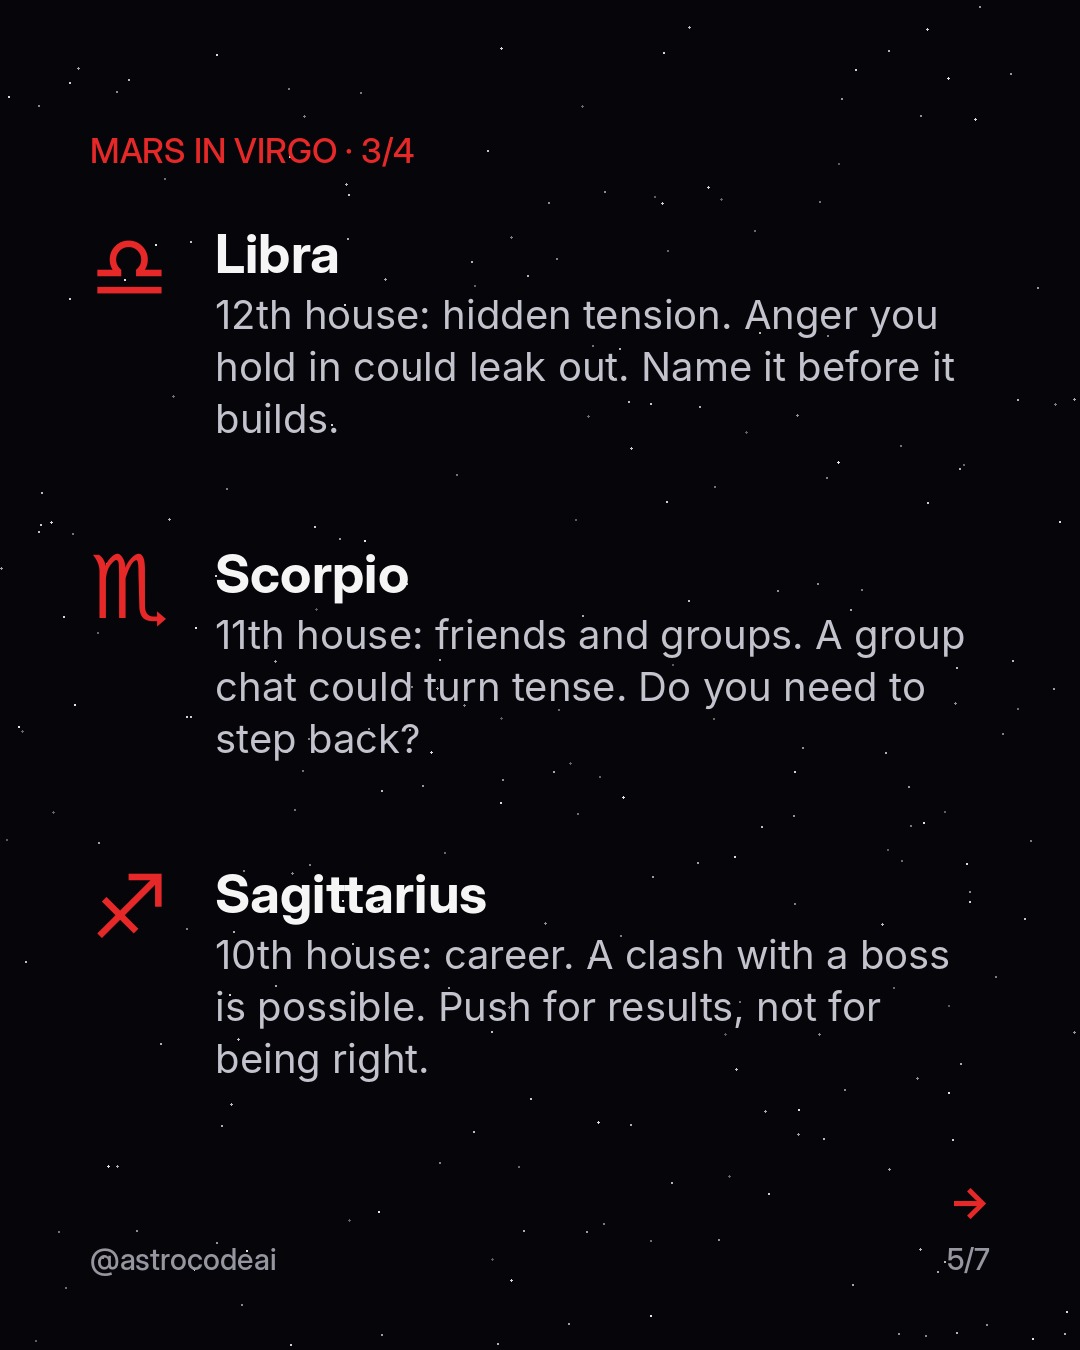 MARS IN VIRGO · 3/4
♎ Libra
12th house: hidden tension. Anger you
hold in could leak out. Name it before it
builds.
♏ Scorpio
11th house: friends and groups. A group
chat could turn tense. Do you need to
step back?
♐ Sagittarius
10th house: career. A clash with a boss
is possible. Push for results, not for
being right.
→
@astrocodeai
5/7